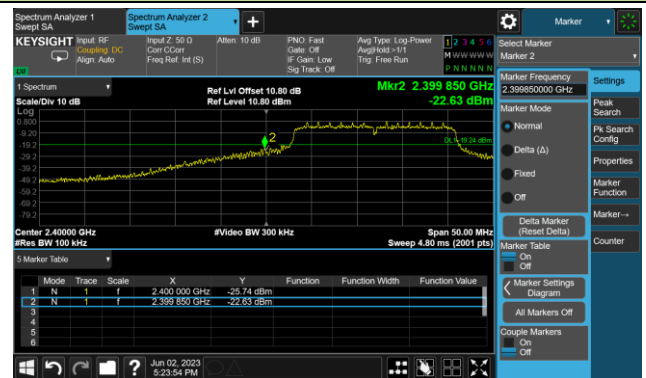 Spectrum Analyzer 1
Swept SA
Spectrum Analyzer 2
Swept SA
Marker
KEYSIGHT
Input: RF
Coupling: DC
Align: Auto
Input Z: 50 Ω
Corr CCorr
Freq Ref: Int (S)
Atten: 10 dB
PNO: Fast
Gate: Off
IF Gain: Low
Sig Track: Off
Avg Type: Log-Power
Avg|Hold:>1/1
Trig: Free Run
1 2 3 4 5 6
M W W W W W
P N N N N N
LXI
Select Marker
Marker 2
1 Spectrum
Scale/Div 10 dB
Log
Ref Lvl Offset 10.80 dB
Ref Level 10.80 dBm
Mkr2 2.399 850 GHz
-22.63 dBm
0.800
-9.20
-19.2
-29.2
-39.2
-49.2
-59.2
-69.2
-79.2
2
DL1 -19.24 dBm
Center 2.40000 GHz
#Res BW 100 kHz
#Video BW 300 kHz
Span 50.00 MHz
Sweep 4.80 ms (2001 pts)
5 Marker Table
Mode Trace Scale X Y Function Function Width Function Value
1 N 1 f 2.400 000 GHz -25.74 dBm
2 N 1 f 2.399 850 GHz -22.63 dBm
3
4
5
6
Marker Frequency
2.399850000 GHz
Marker Mode
Normal
Delta (Δ)
Fixed
Off
Delta Marker
(Reset Delta)
Marker Table
On
Off
Marker Settings
Diagram
All Markers Off
Couple Markers
On
Off
Settings
Peak
Search
Pk Search
Config
Properties
Marker
Function
Marker→
Counter
?
Jun 02, 2023
5:23:54 PM